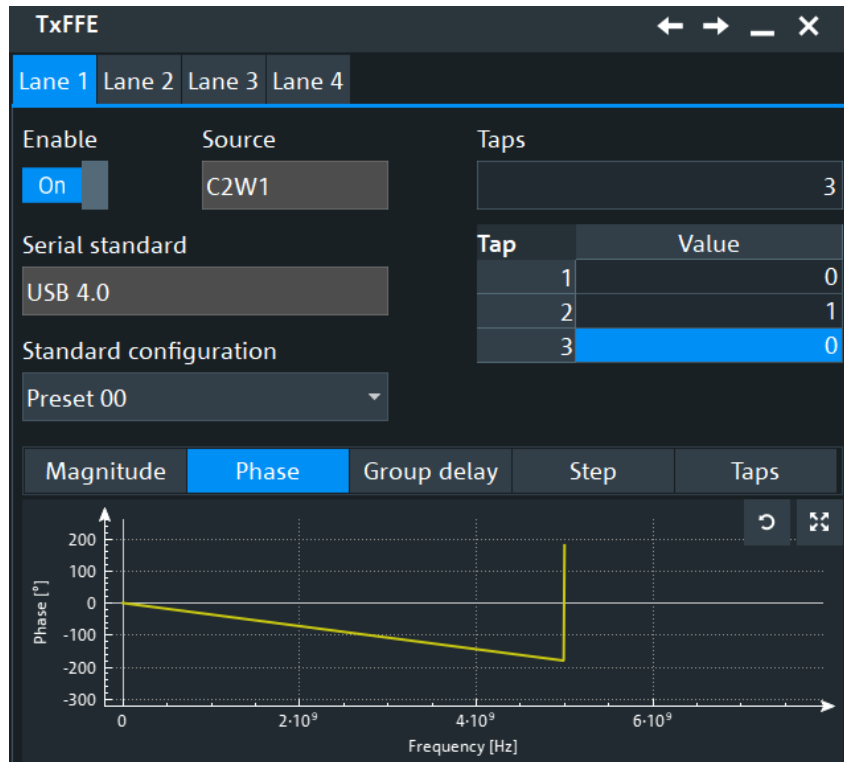 TxFFE
Lane 1 Lane 2 Lane 3 Lane 4
Enable Source Taps
On C2W1 3
Serial standard Tap Value
USB 4.0 1 0
2 1
Standard configuration 3 0
Preset 00
Magnitude Phase Group delay Step Taps
200
100
0
-100
-200
-300
Phase [°]
0 2·10⁹ 4·10⁹ 6·10⁹
Frequency [Hz]